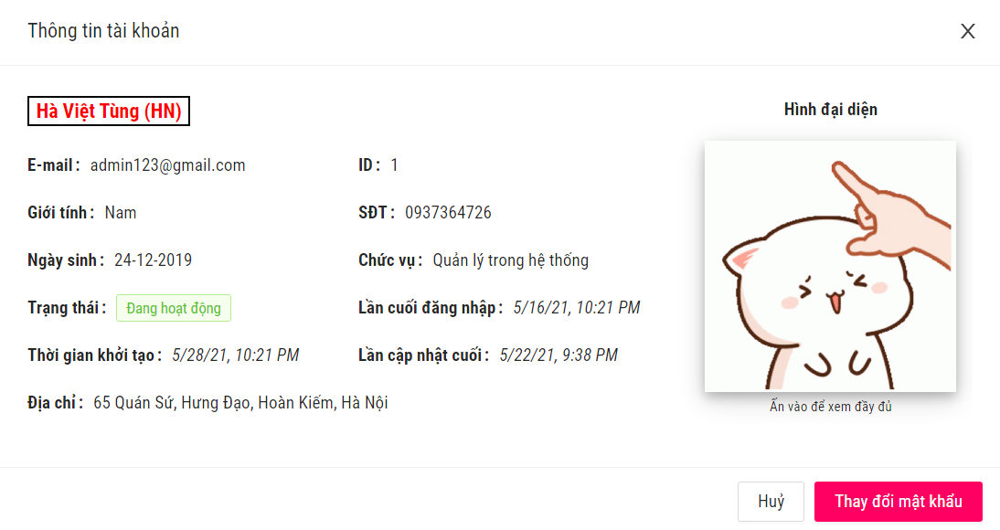 Thông tin tài khoản
Hà Việt Tùng (HN)
Hình đại diện
E-mail : admin123@gmail.com
ID : 1
Giới tính : Nam
SĐT : 0937364726
Ngày sinh : 24-12-2019
Chức vụ : Quản lý trong hệ thống
Trạng thái : Đang hoạt động
Lần cuối đăng nhập : 5/16/21, 10:21 PM
Thời gian khởi tạo : 5/28/21, 10:21 PM
Lần cập nhật cuối : 5/22/21, 9:38 PM
Địa chỉ : 65 Quán Sứ, Hưng Đạo, Hoàn Kiếm, Hà Nội
Ấn vào để xem đầy đủ
Huỷ
Thay đổi mật khẩu